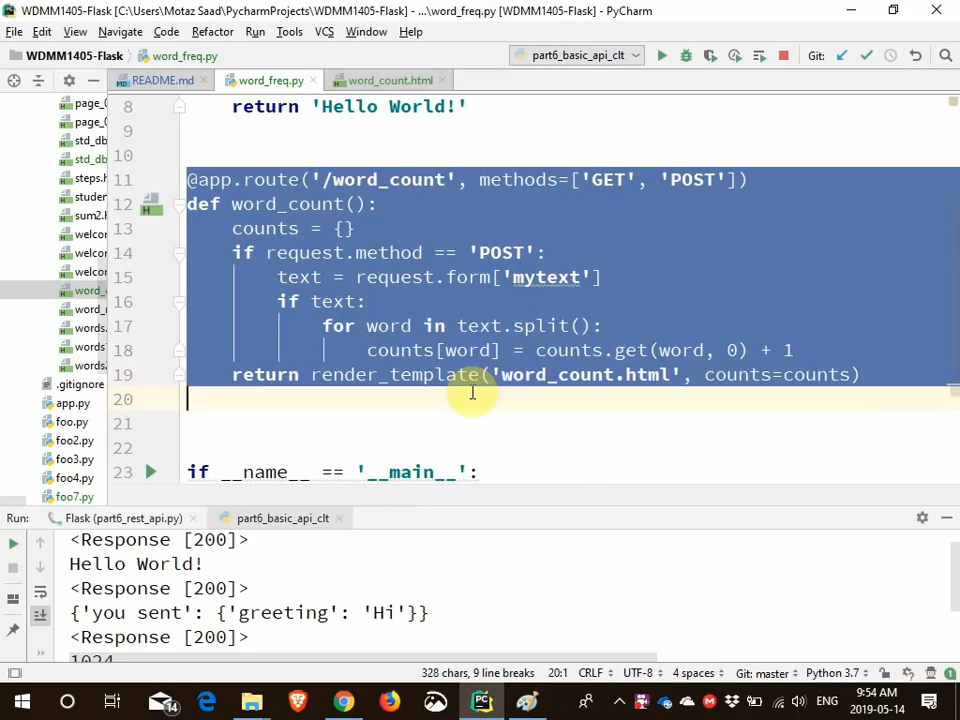 WDMM1405-Flask [C:\Users\Motaz Saad\PycharmProjects\WDMM1405-Flask] - ...\word_freq.py [WDMM1405-Flask] - PyCharm
File Edit View Navigate Code Refactor Run Tools VCS Window Help
WDMM1405-Flask word_freq.py part6_basic_api_clt Git:
README.md word_freq.py word_count.html
page_
page_
std_db
std_db
steps.h
student
sum2.
welcor
welcor
welcor
word_
word_r
words.
words
words2
.gitignore
app.py
foo.py
foo2.py
foo3.py
foo4.py
foo7.py
8 return 'Hello World!'
9
10
11 @app.route('/word_count', methods=['GET', 'POST'])
12 def word_count():
13 counts = {}
14 if request.method == 'POST':
15 text = request.form['mytext']
16 if text:
17 for word in text.split():
18 counts[word] = counts.get(word, 0) + 1
19 return render_template('word_count.html', counts=counts)
20
21
22
23 if __name__ == '__main__':
Run: Flask (part6_rest_api.py) part6_basic_api_clt
<Response [200]>
Hello World!
<Response [200]>
{'you sent': {'greeting': 'Hi'}}
<Response [200]>
1024
328 chars, 9 line breaks 20:1 CRLF UTF-8 4 spaces Git: master Python 3.7 1
14 ENG 9:54 AM
2019-05-14